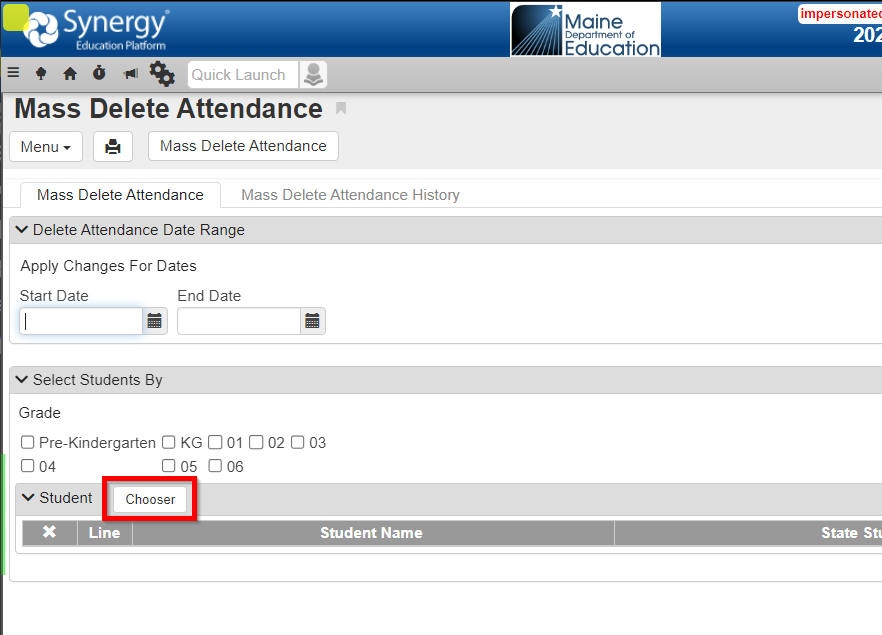 Synergy
Education Platform
Maine
Department of
Education
impersonated
202
Quick Launch
Mass Delete Attendance
Menu
Mass Delete Attendance
Mass Delete Attendance
Mass Delete Attendance History
Delete Attendance Date Range
Apply Changes For Dates
Start Date End Date
Select Students By
Grade
Pre-Kindergarten KG 01 02 03
04 05 06
Student Chooser
Line Student Name State Stu